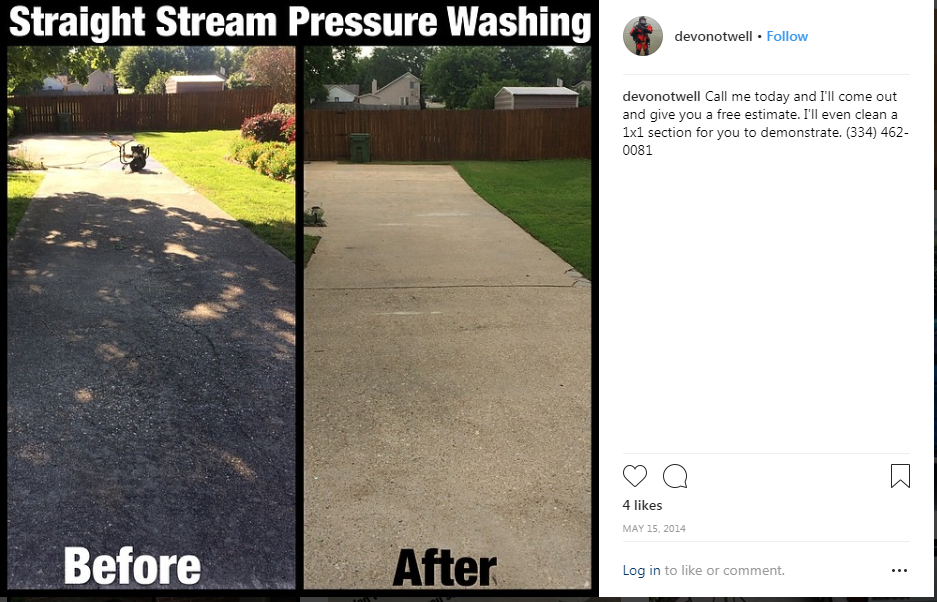 Straight Stream Pressure Washing
Before
After
devonotwell • Follow
devonotwell Call me today and I'll come out
and give you a free estimate. I'll even clean a
1x1 section for you to demonstrate. (334) 462-
0081
4 likes
MAY 15, 2014
Log in to like or comment.